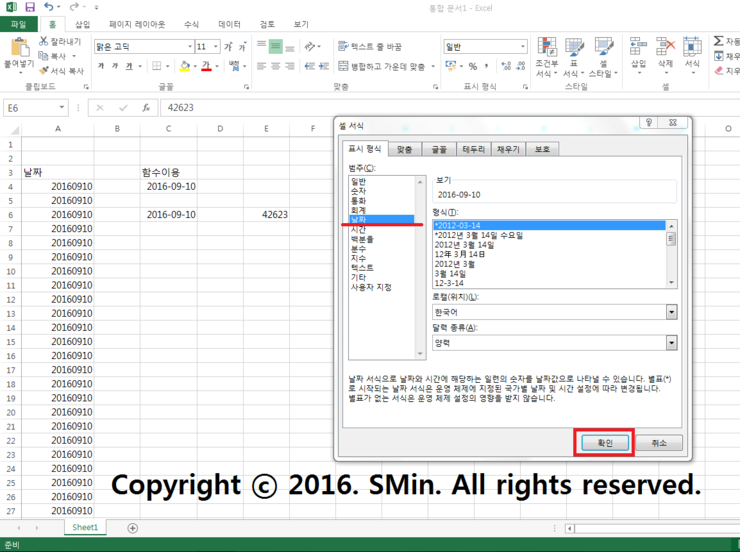 통합 문서1 - Excel
파일 홈 삽입 페이지 레이아웃 수식 데이터 검토 보기
붙여넣기
잘라내기
복사
서식 복사
클립보드
맑은 고딕 11
가 가
가 가 가
글꼴
텍스트 줄 바꿈
병합하고 가운데 맞춤
맞춤
일반
%
표시 형식
조건부 서식
표 서식
셀 스타일
스타일
삽입 삭제 서식
셀
E6 fx 42623
A B C D E F O
1
2
3 날짜 함수이용
4 20160910 2016-09-10
5 20160910
6 20160910 2016-09-10 42623
7 20160910
8 20160910
9 20160910
10 20160910
11 20160910
12 20160910
13 20160910
14 20160910
15 20160910
16 20160910
17 20160910
18 20160910
19 20160910
20 20160910
21 20160910
22 20160910
23 20160910
24 20160910
25 20160910
26 20160910
27 20160910
셀 서식
표시 형식 맞춤 글꼴 테두리 채우기 보호
범주(C):
일반
숫자
통화
회계
날짜
시간
백분율
분수
지수
텍스트
기타
사용자 지정
보기
2016-09-10
형식(T):
*2012-03-14
*2012년 3월 14일 수요일
2012년 3월 14일
12年 3月 14日
2012년 3월
3월 14일
12-3-14
로캘(위치)(L):
한국어
달력 종류(A):
양력
날짜 서식으로 날짜와 시간에 해당하는 일련의 숫자를 날짜값으로 나타낼 수 있습니다. 별표(*)
로 시작되는 날짜 서식은 운영 체제에 지정된 국가별 날짜 및 시간 설정에 따라 변경됩니다.
별표가 없는 서식은 운영 체제 설정의 영향을 받지 않습니다.
확인 취소
Copyright ⓒ 2016. SMin. All rights reserved.
Sheet1
준비